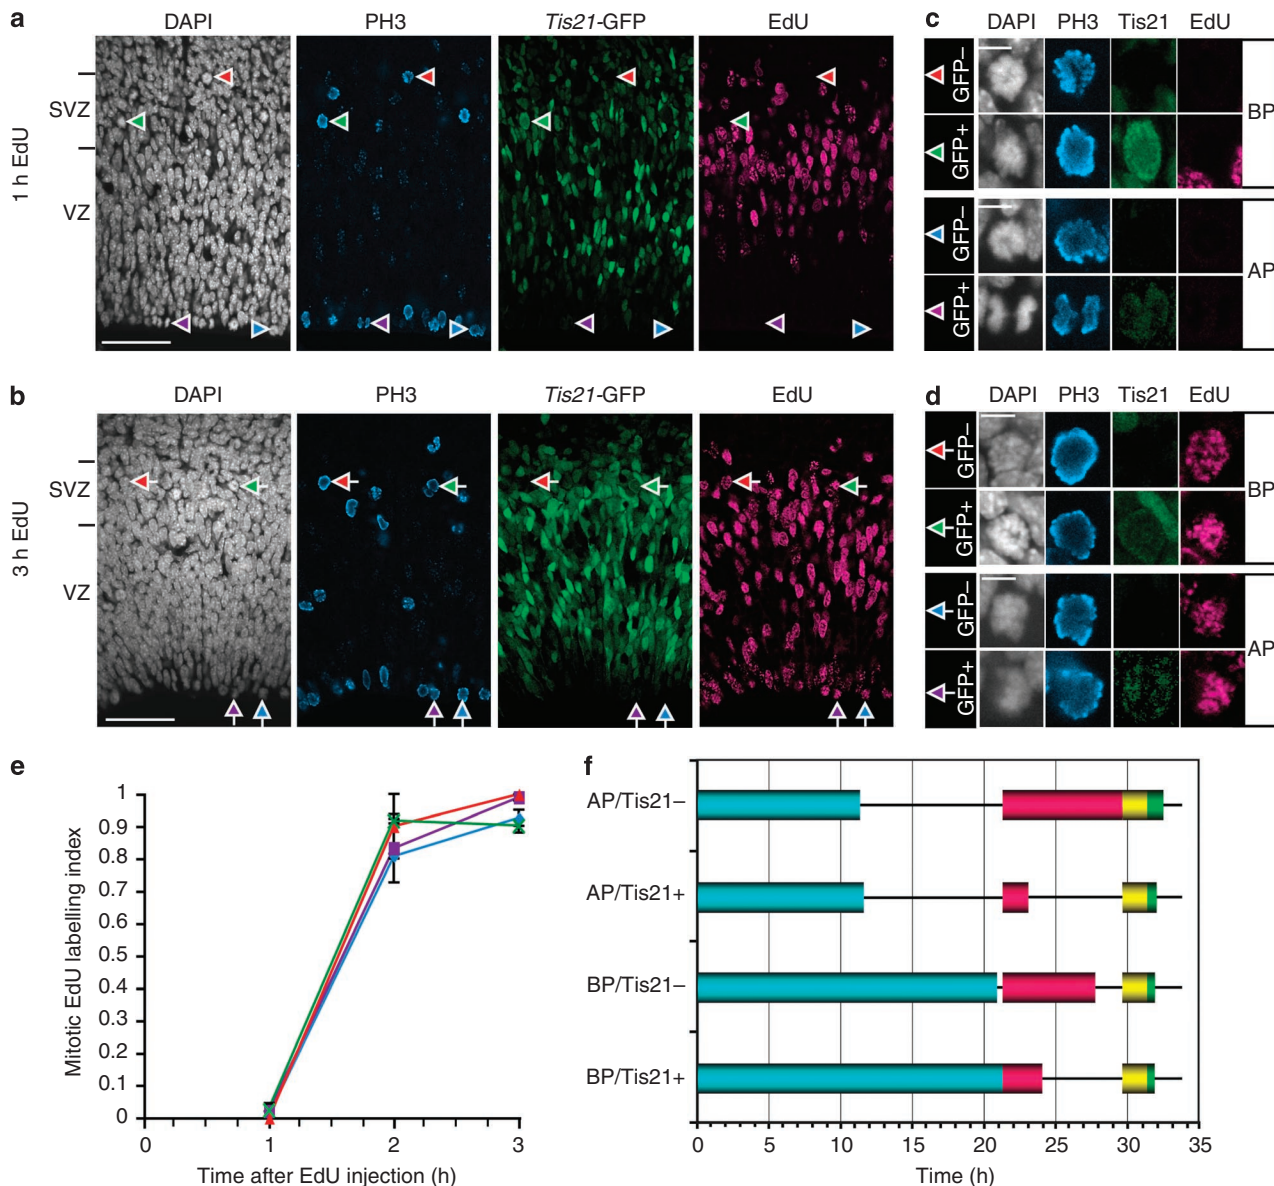 a
DAPI PH3 Tis21-GFP EdU
1 h EdU
SVZ
VZ
c
DAPI PH3 Tis21 EdU
GFP–
GFP+
BP
GFP–
GFP+
AP
b
DAPI PH3 Tis21-GFP EdU
3 h EdU
SVZ
VZ
d
DAPI PH3 Tis21 EdU
GFP–
GFP+
BP
GFP–
GFP+
AP
e
Mitotic EdU labelling index
1
0.9
0.8
0.7
0.6
0.5
0.4
0.3
0.2
0.1
0
0 1 2 3
Time after EdU injection (h)
f
AP/Tis21–
AP/Tis21+
BP/Tis21–
BP/Tis21+
0 5 10 15 20 25 30 35
Time (h)